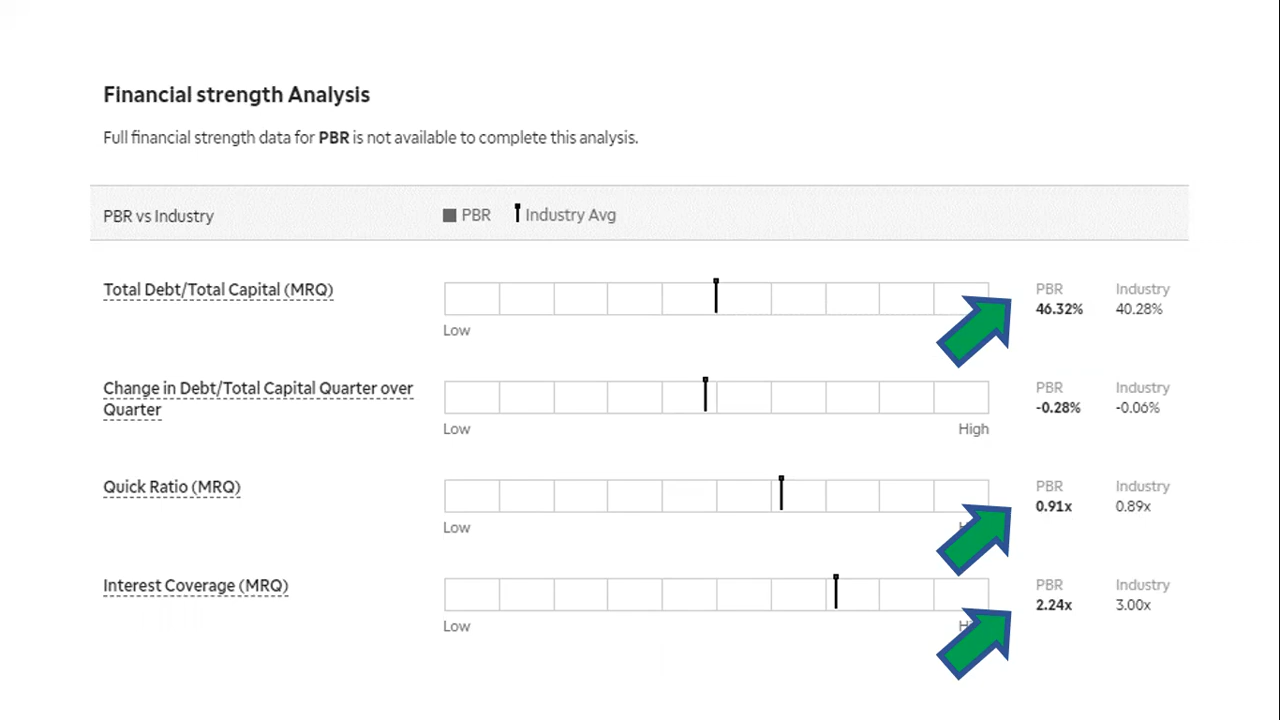 Financial strength Analysis
Full financial strength data for PBR is not available to complete this analysis.
PBR vs Industry PBR Industry Avg
Total Debt/Total Capital (MRQ) PBR Industry
46.32% 40.28%
Low
Change in Debt/Total Capital Quarter over PBR Industry
Quarter -0.28% -0.06%
Low High
Quick Ratio (MRQ) PBR Industry
0.91x 0.89x
Low
Interest Coverage (MRQ) PBR Industry
2.24x 3.00x
Low